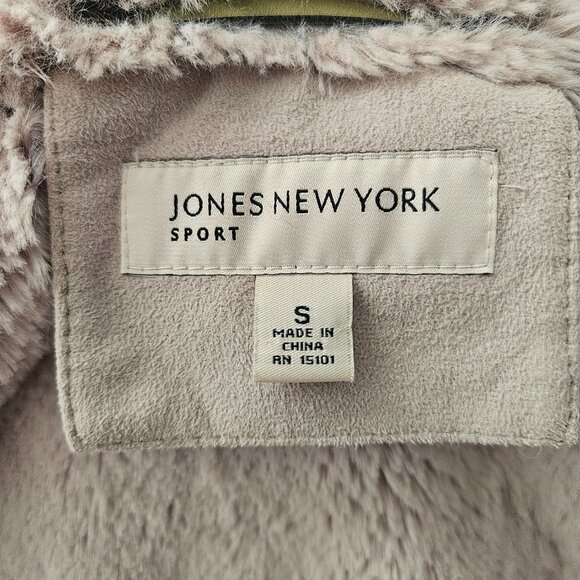 JONES NEW YORK
SPORT
S
MADE IN
CHINA
RN 15101